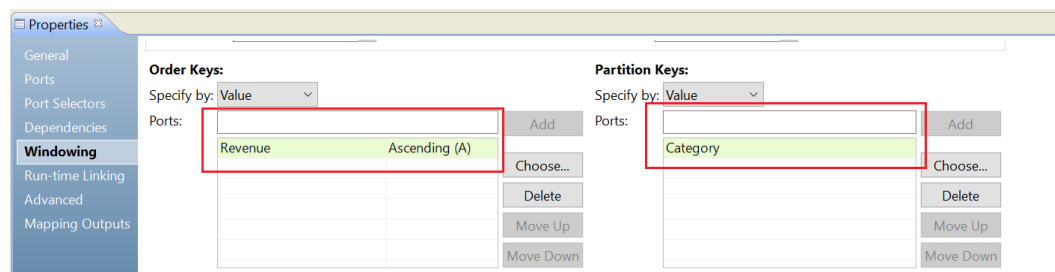 Properties
General
Ports
Port Selectors
Dependencies
Windowing
Run-time Linking
Advanced
Mapping Outputs
Order Keys:
Specify by: Value
Ports:
Add
Revenue Ascending (A)
Choose...
Delete
Move Up
Move Down
Partition Keys:
Specify by: Value
Ports:
Add
Category
Choose...
Delete
Move Up
Move Down